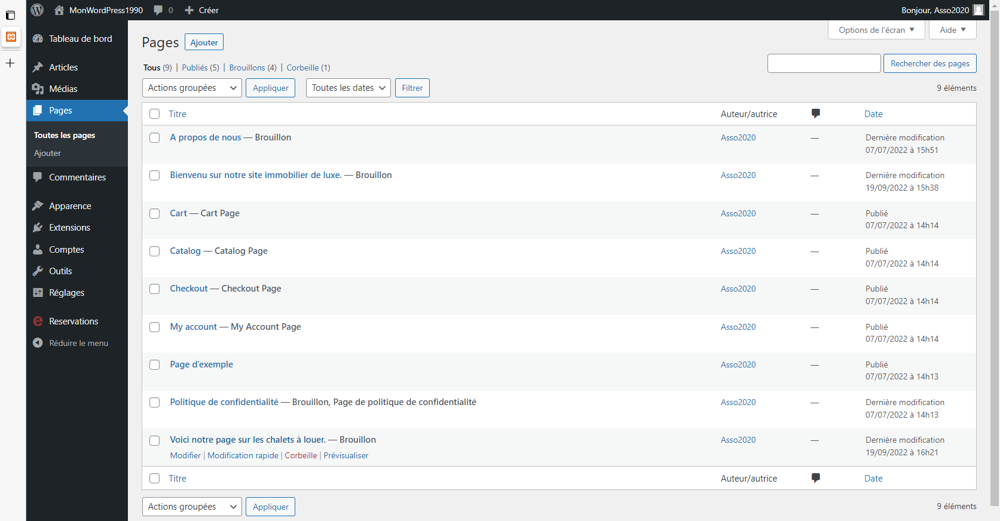 MonWordPress1990 0 Créer Bonjour, Asso2020
Tableau de bord
Articles
Médias
Pages
Toutes les pages
Ajouter
Commentaires
Apparence
Extensions
Comptes
Outils
Réglages
Reservations
Réduire le menu
Options de l'écran ▼ Aide ▼
Pages Ajouter
Tous (9) | Publiés (5) | Brouillons (4) | Corbeille (1)
Rechercher des pages
Actions groupées Appliquer Toutes les dates Filtrer 9 éléments
Titre Auteur/autrice Date
A propos de nous — Brouillon Asso2020 — Dernière modification
07/07/2022 à 15h51
Bienvenu sur notre site immobilier de luxe. — Brouillon Asso2020 — Dernière modification
19/09/2022 à 15h38
Cart — Cart Page Asso2020 — Publié
07/07/2022 à 14h14
Catalog — Catalog Page Asso2020 — Publié
07/07/2022 à 14h14
Checkout — Checkout Page Asso2020 — Publié
07/07/2022 à 14h14
My account — My Account Page Asso2020 — Publié
07/07/2022 à 14h14
Page d'exemple Asso2020 — Publié
07/07/2022 à 14h13
Politique de confidentialité — Brouillon, Page de politique de confidentialité Asso2020 — Dernière modification
07/07/2022 à 14h13
Voici notre page sur les chalets à louer. — Brouillon Asso2020 — Dernière modification
Modifier | Modification rapide | Corbeille | Prévisualiser 19/09/2022 à 16h21
Titre Auteur/autrice Date
Actions groupées Appliquer 9 éléments